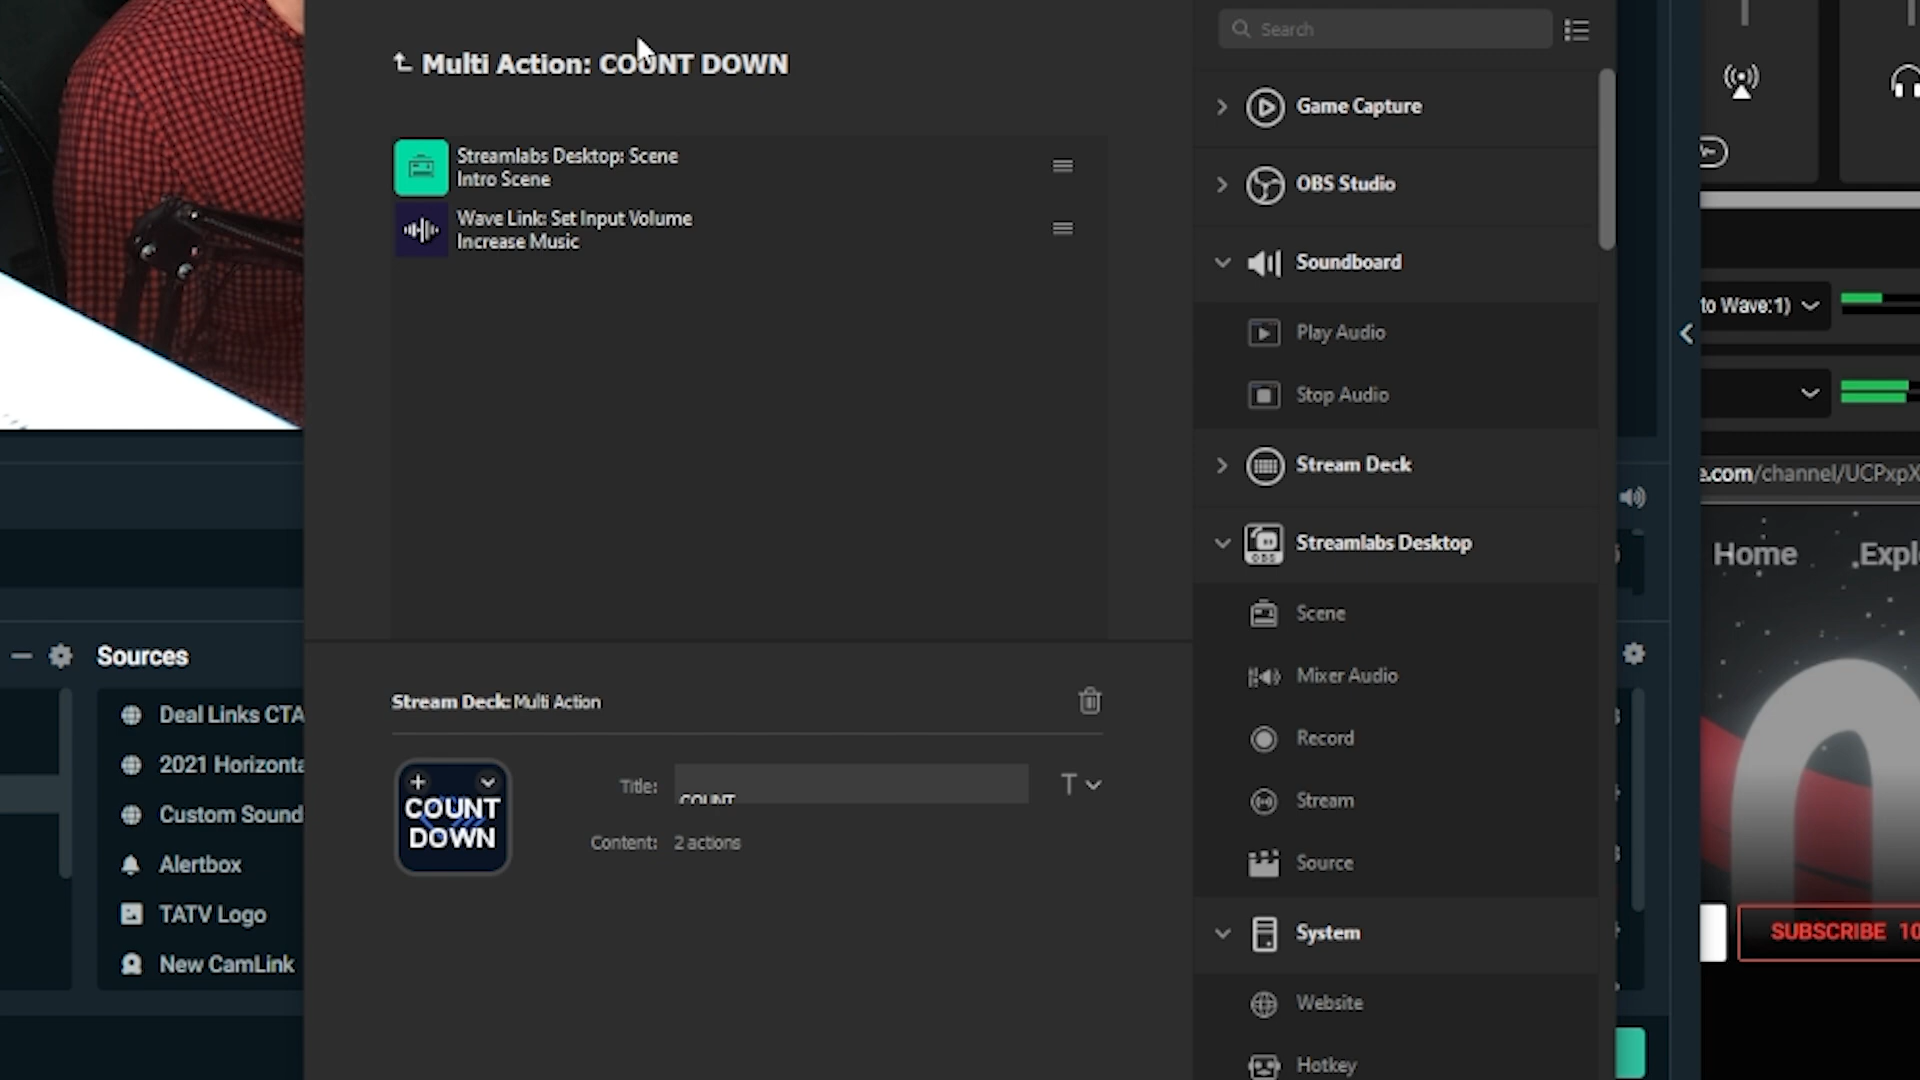 Multi Action: COUNT DOWN
Streamlabs Desktop: Scene
Intro Scene
Wave Link: Set Input Volume
Increase Music
Stream Deck: Multi Action
COUNT
DOWN
Title:
COUNT
Content: 2 actions
Search
Game Capture
OBS Studio
Soundboard
Play Audio
Stop Audio
Stream Deck
OBS
Streamlabs Desktop
Scene
Mixer Audio
Record
Stream
Source
System
Website
Hotkey
Sources
Deal Links CTA
2021 Horizonta
Custom Sound
Alertbox
TATV Logo
New CamLink
to Wave:1)
e.com/channel/UCPxpX
Home
Expl
SUBSCRIBE 10